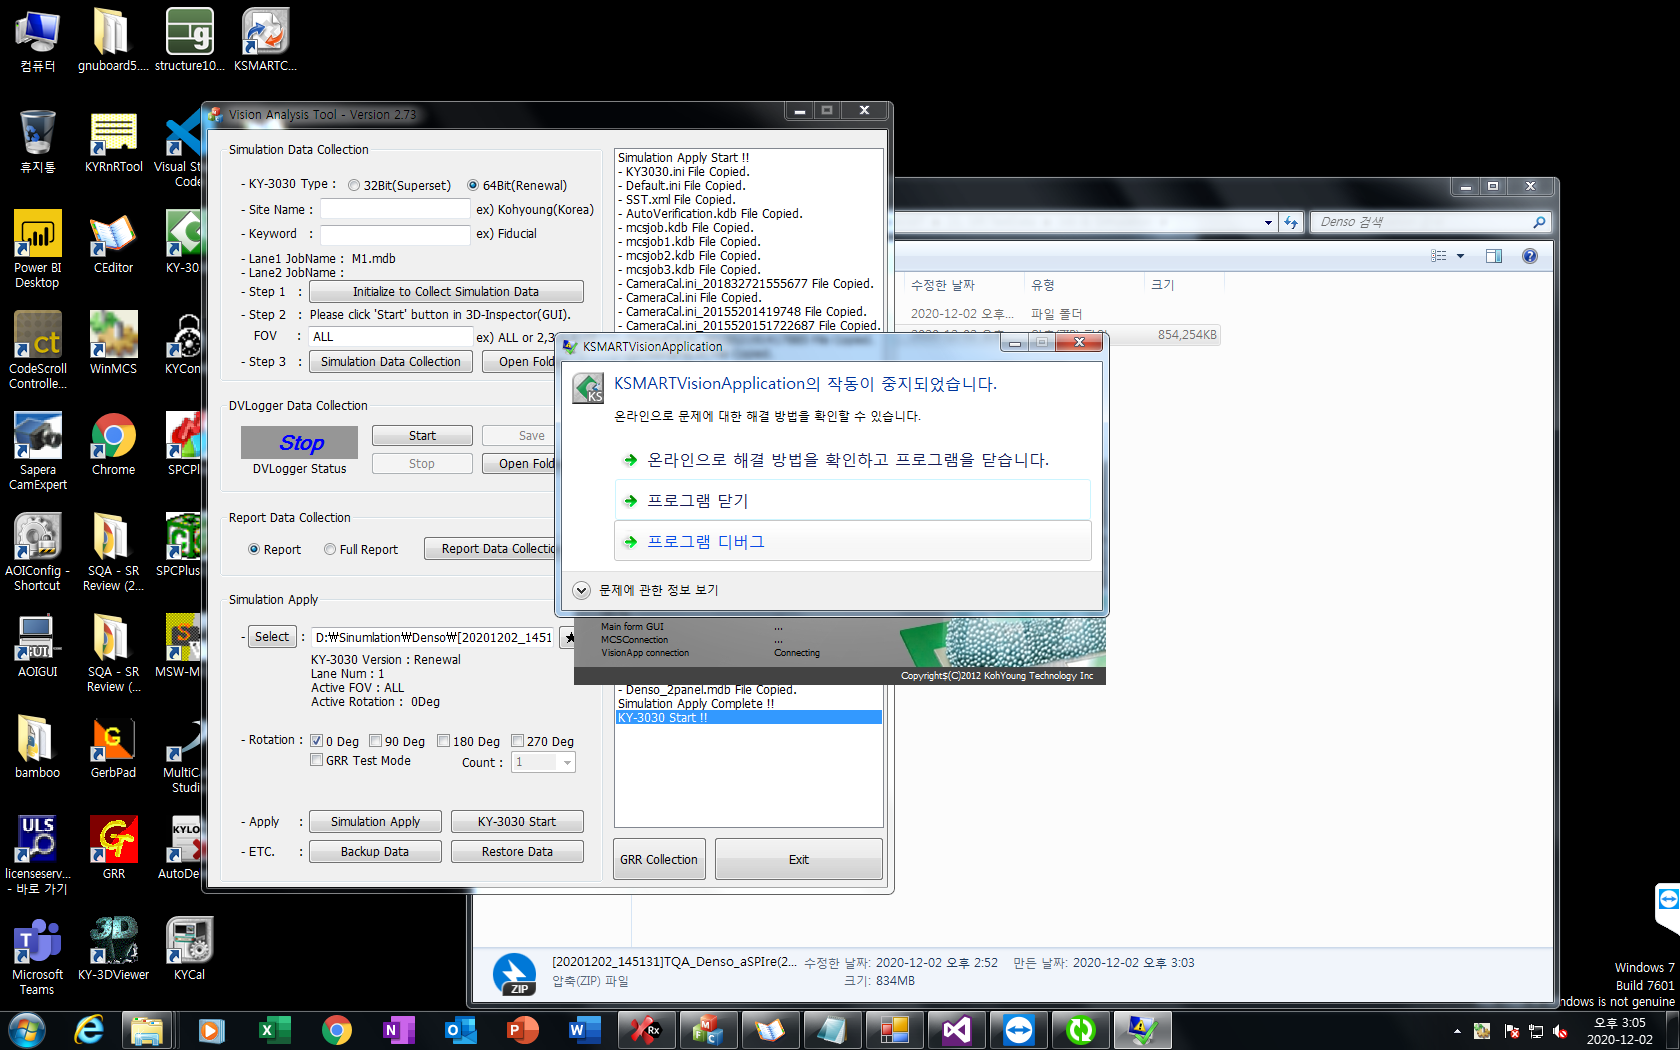 컴퓨터
gnuboard5....
structure10...
KSMARTC...
휴지통
KYRnRTool
Visual St
Code
Power BI
Desktop
CEditor
KY-30
CodeScroll
Controlle...
WinMCS
KYCon
Sapera
CamExpert
Chrome
SPCPl
AOIConfig -
Shortcut
SQA - SR
Review (2...
SPCPlus
AOIGUI
SQA - SR
Review (...
MSW-M
bamboo
GerbPad
MultiC
Studi
licenseserv...
- 바로 가기
GRR
AutoDe
Microsoft
Teams
KY-3DViewer
KYCal
Vision Analysis Tool - Version 2.73
Simulation Data Collection
- KY-3030 Type : 32Bit(Superset) 64Bit(Renewal)
- Site Name : ex) Kohyoung(Korea)
- Keyword : ex) Fiducial
- Lane1 JobName : M1.mdb
- Lane2 JobName :
- Step 1 : Initialize to Collect Simulation Data
- Step 2 : Please click 'Start' button in 3D-Inspector(GUI).
FOV : ALL ex) ALL or 2,3
- Step 3 : Simulation Data Collection Open Fold
DVLogger Data Collection
Stop
DVLogger Status
Start Save
Stop Open Fold
Report Data Collection
Report Full Report Report Data Collectio
Simulation Apply
- Select : D:₩Sinumlation₩Denso₩[20201202_1451 ★
KY-3030 Version : Renewal
Lane Num : 1
Active FOV : ALL
Active Rotation : 0Deg
- Rotation : 0 Deg 90 Deg 180 Deg 270 Deg
GRR Test Mode Count : 1
- Apply : Simulation Apply KY-3030 Start
- ETC. : Backup Data Restore Data
Simulation Apply Start !!
- KY3030.ini File Copied.
- Default.ini File Copied.
- SST.xml File Copied.
- AutoVerification.kdb File Copied.
- mcsjob.kdb File Copied.
- mcsjob1.kdb File Copied.
- mcsjob2.kdb File Copied.
- mcsjob3.kdb File Copied.
- CameraCal.ini_201832721555677 File Copied.
- CameraCal.ini_20155201419748 File Copied.
- CameraCal.ini_201552015172­2687 File Copied.
- Denso_2panel.mdb File Copied.
Simulation Apply Complete !!
KY-3030 Start !!
GRR Collection Exit
KSMARTVisionApplication
KS
KSMARTVisionApplication의 작동이 중지되었습니다.
온라인으로 문제에 대한 해결 방법을 확인할 수 있습니다.
온라인으로 해결 방법을 확인하고 프로그램을 닫습니다.
프로그램 닫기
프로그램 디버그
문제에 관한 정보 보기
Main form GUI ...
MCSConnection ...
VisionApp connection Connecting
Copyright$(C)2012 KohYoung Technology Inc
Denso 검색
수정한 날짜 유형 크기
2020-12-02 오후... 파일 폴더
854,254KB
ZIP
[20201202_145131]TQA_Denso_aSPIre(2... 수정한 날짜: 2020-12-02 오후 2:52 만든 날짜: 2020-12-02 오후 3:03
압축(ZIP) 파일 크기: 834MB
Windows 7
Build 7601
ndows is not genuine
오후 3:05
2020-12-02